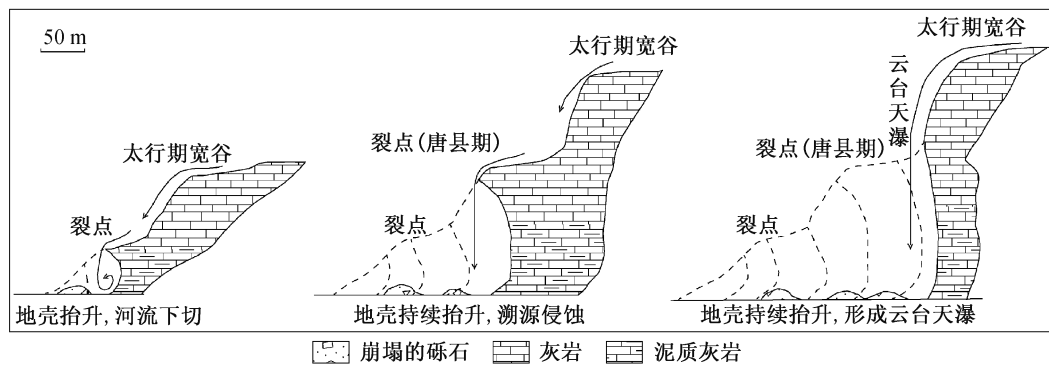 50 m
太行期宽谷
裂点
地壳抬升,河流下切
太行期宽谷
裂点(唐县期)
裂点
地壳持续抬升,溯源侵蚀
太行期宽谷
云台天瀑
裂点(唐县期)
裂点
地壳持续抬升,形成云台天瀑
崩塌的砾石 灰岩 泥质灰岩